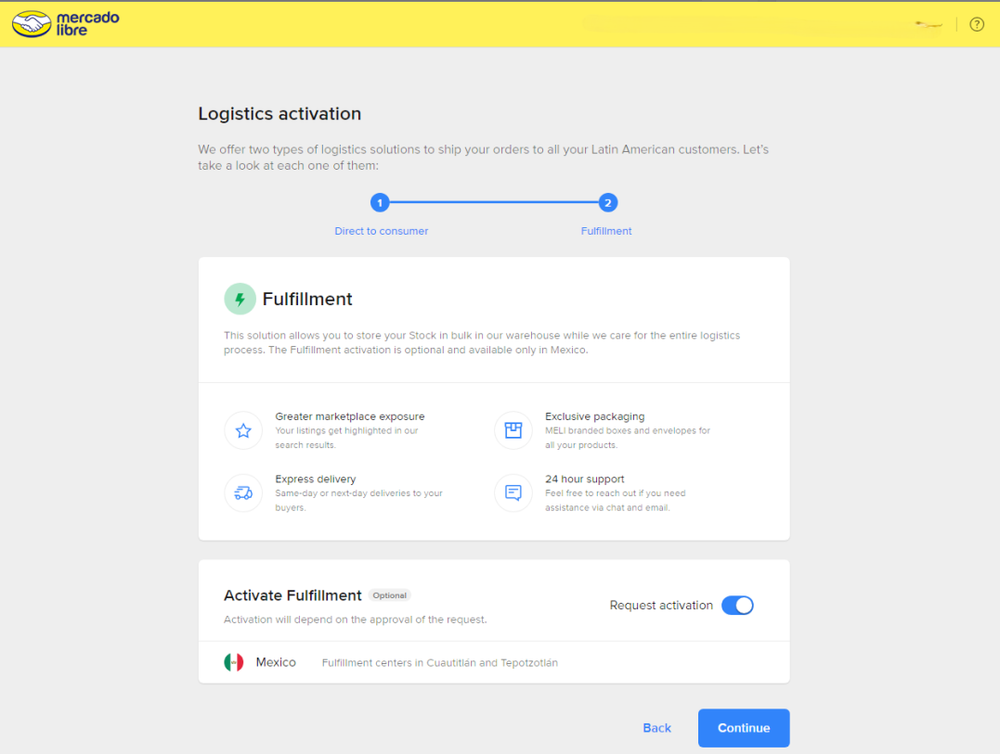 mercado
libre
Logistics activation
We offer two types of logistics solutions to ship your orders to all your Latin American customers. Let's
take a look at each one of them:
1
2
Direct to consumer
Fulfillment
Fulfillment
This solution allows you to store your Stock in bulk in our warehouse while we care for the entire logistics
process. The Fulfillment activation is optional and available only in Mexico.
Greater marketplace exposure
Your listings get highlighted in our
search results.
Exclusive packaging
MELI branded boxes and envelopes for
all your products.
Express delivery
Same-day or next-day deliveries to your
buyers.
24 hour support
Feel free to reach out if you need
assistance via chat and email.
Activate Fulfillment Optional
Request activation
Activation will depend on the approval of the request.
Mexico Fulfillment centers in Cuautitlán and Tepotzotlán
Back Continue